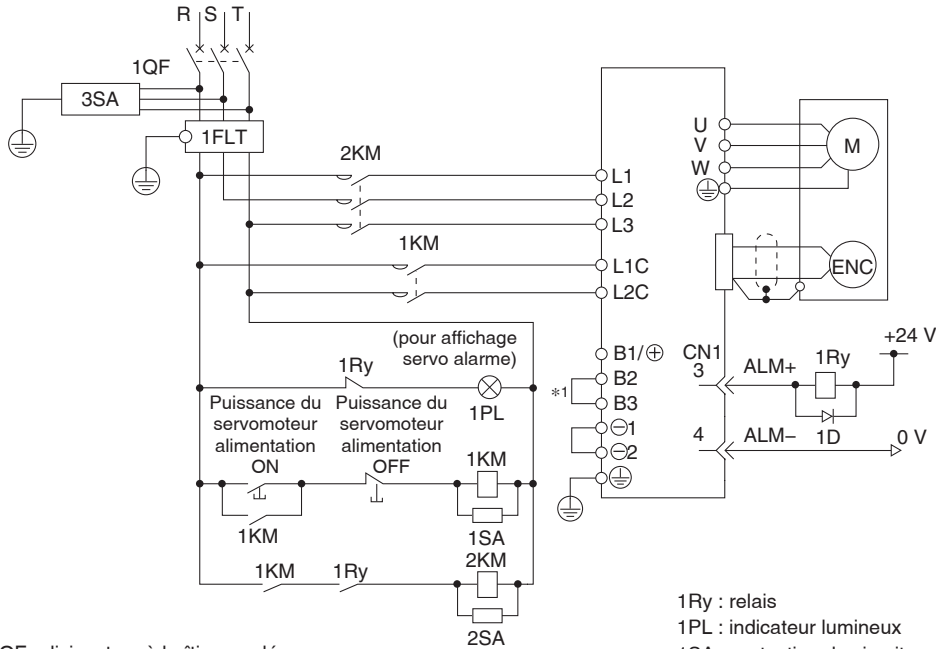 R S T
1QF
3SA
1FLT
2KM
U
V
M
W
L1
L2
L3
1KM
L1C
ENC
L2C
(pour affichage
servo alarme)
+24 V
1Ry
B1/⊕
CN1
1Ry
3
ALM+
B2
*1
Puissance du
Puissance du
1PL
B3
servomoteur
servomoteur
alimentation
alimentation
⊖1
4
ALM–
1D
0 V
ON
OFF
1KM
⊖2
1KM
1SA
2KM
1KM
1Ry
2SA
1Ry : relais
1PL : indicateur lumineux